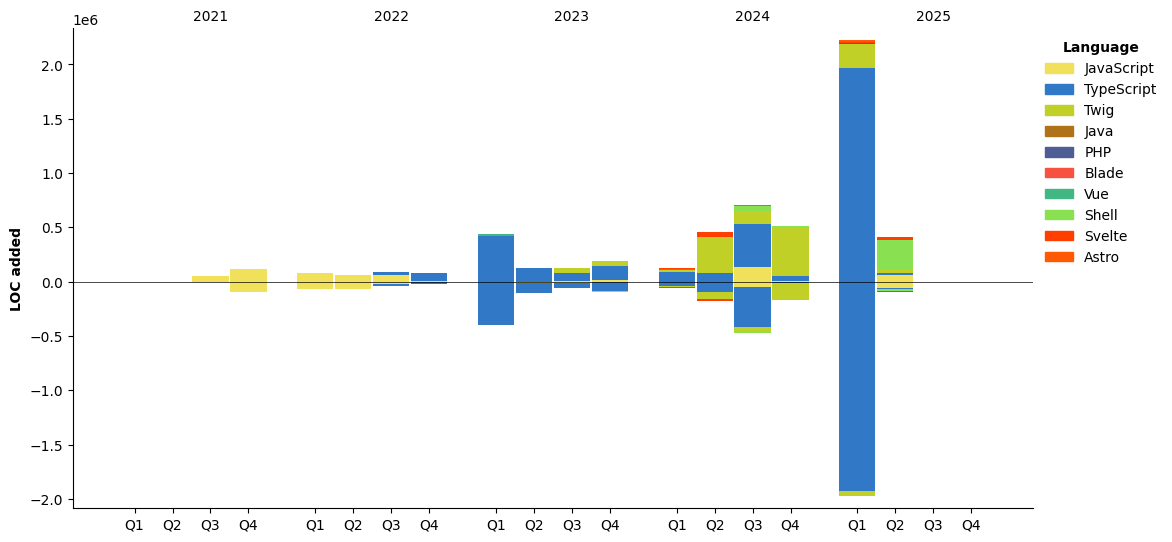 1e6
2021 2022 2023 2024 2025
LOC added
2.0
1.5
1.0
0.5
0.0
−0.5
−1.0
−1.5
−2.0
Q1 Q2 Q3 Q4 Q1 Q2 Q3 Q4 Q1 Q2 Q3 Q4 Q1 Q2 Q3 Q4 Q1 Q2 Q3 Q4
Language
JavaScript
TypeScript
Twig
Java
PHP
Blade
Vue
Shell
Svelte
Astro